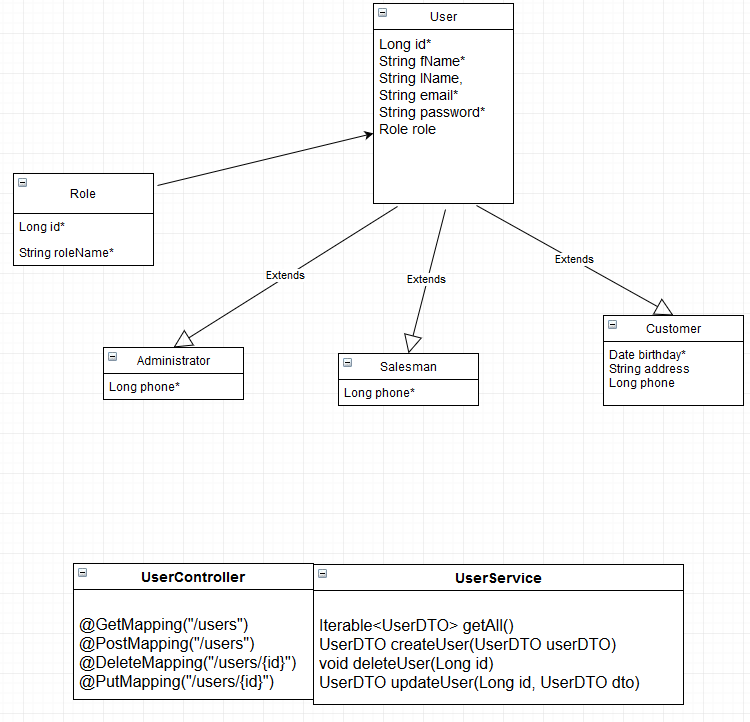 User
Long id*
String fName*
String lName,
String email*
String password*
Role role
Role
Long id*
String roleName*
Extends
Extends
Extends
Administrator
Long phone*
Salesman
Long phone*
Customer
Date birthday*
String address
Long phone
UserController
@GetMapping("/users")
@PostMapping("/users")
@DeleteMapping("/users/{id}")
@PutMapping("/users/{id}")
UserService
Iterable<UserDTO> getAll()
UserDTO createUser(UserDTO userDTO)
void deleteUser(Long id)
UserDTO updateUser(Long id, UserDTO dto)